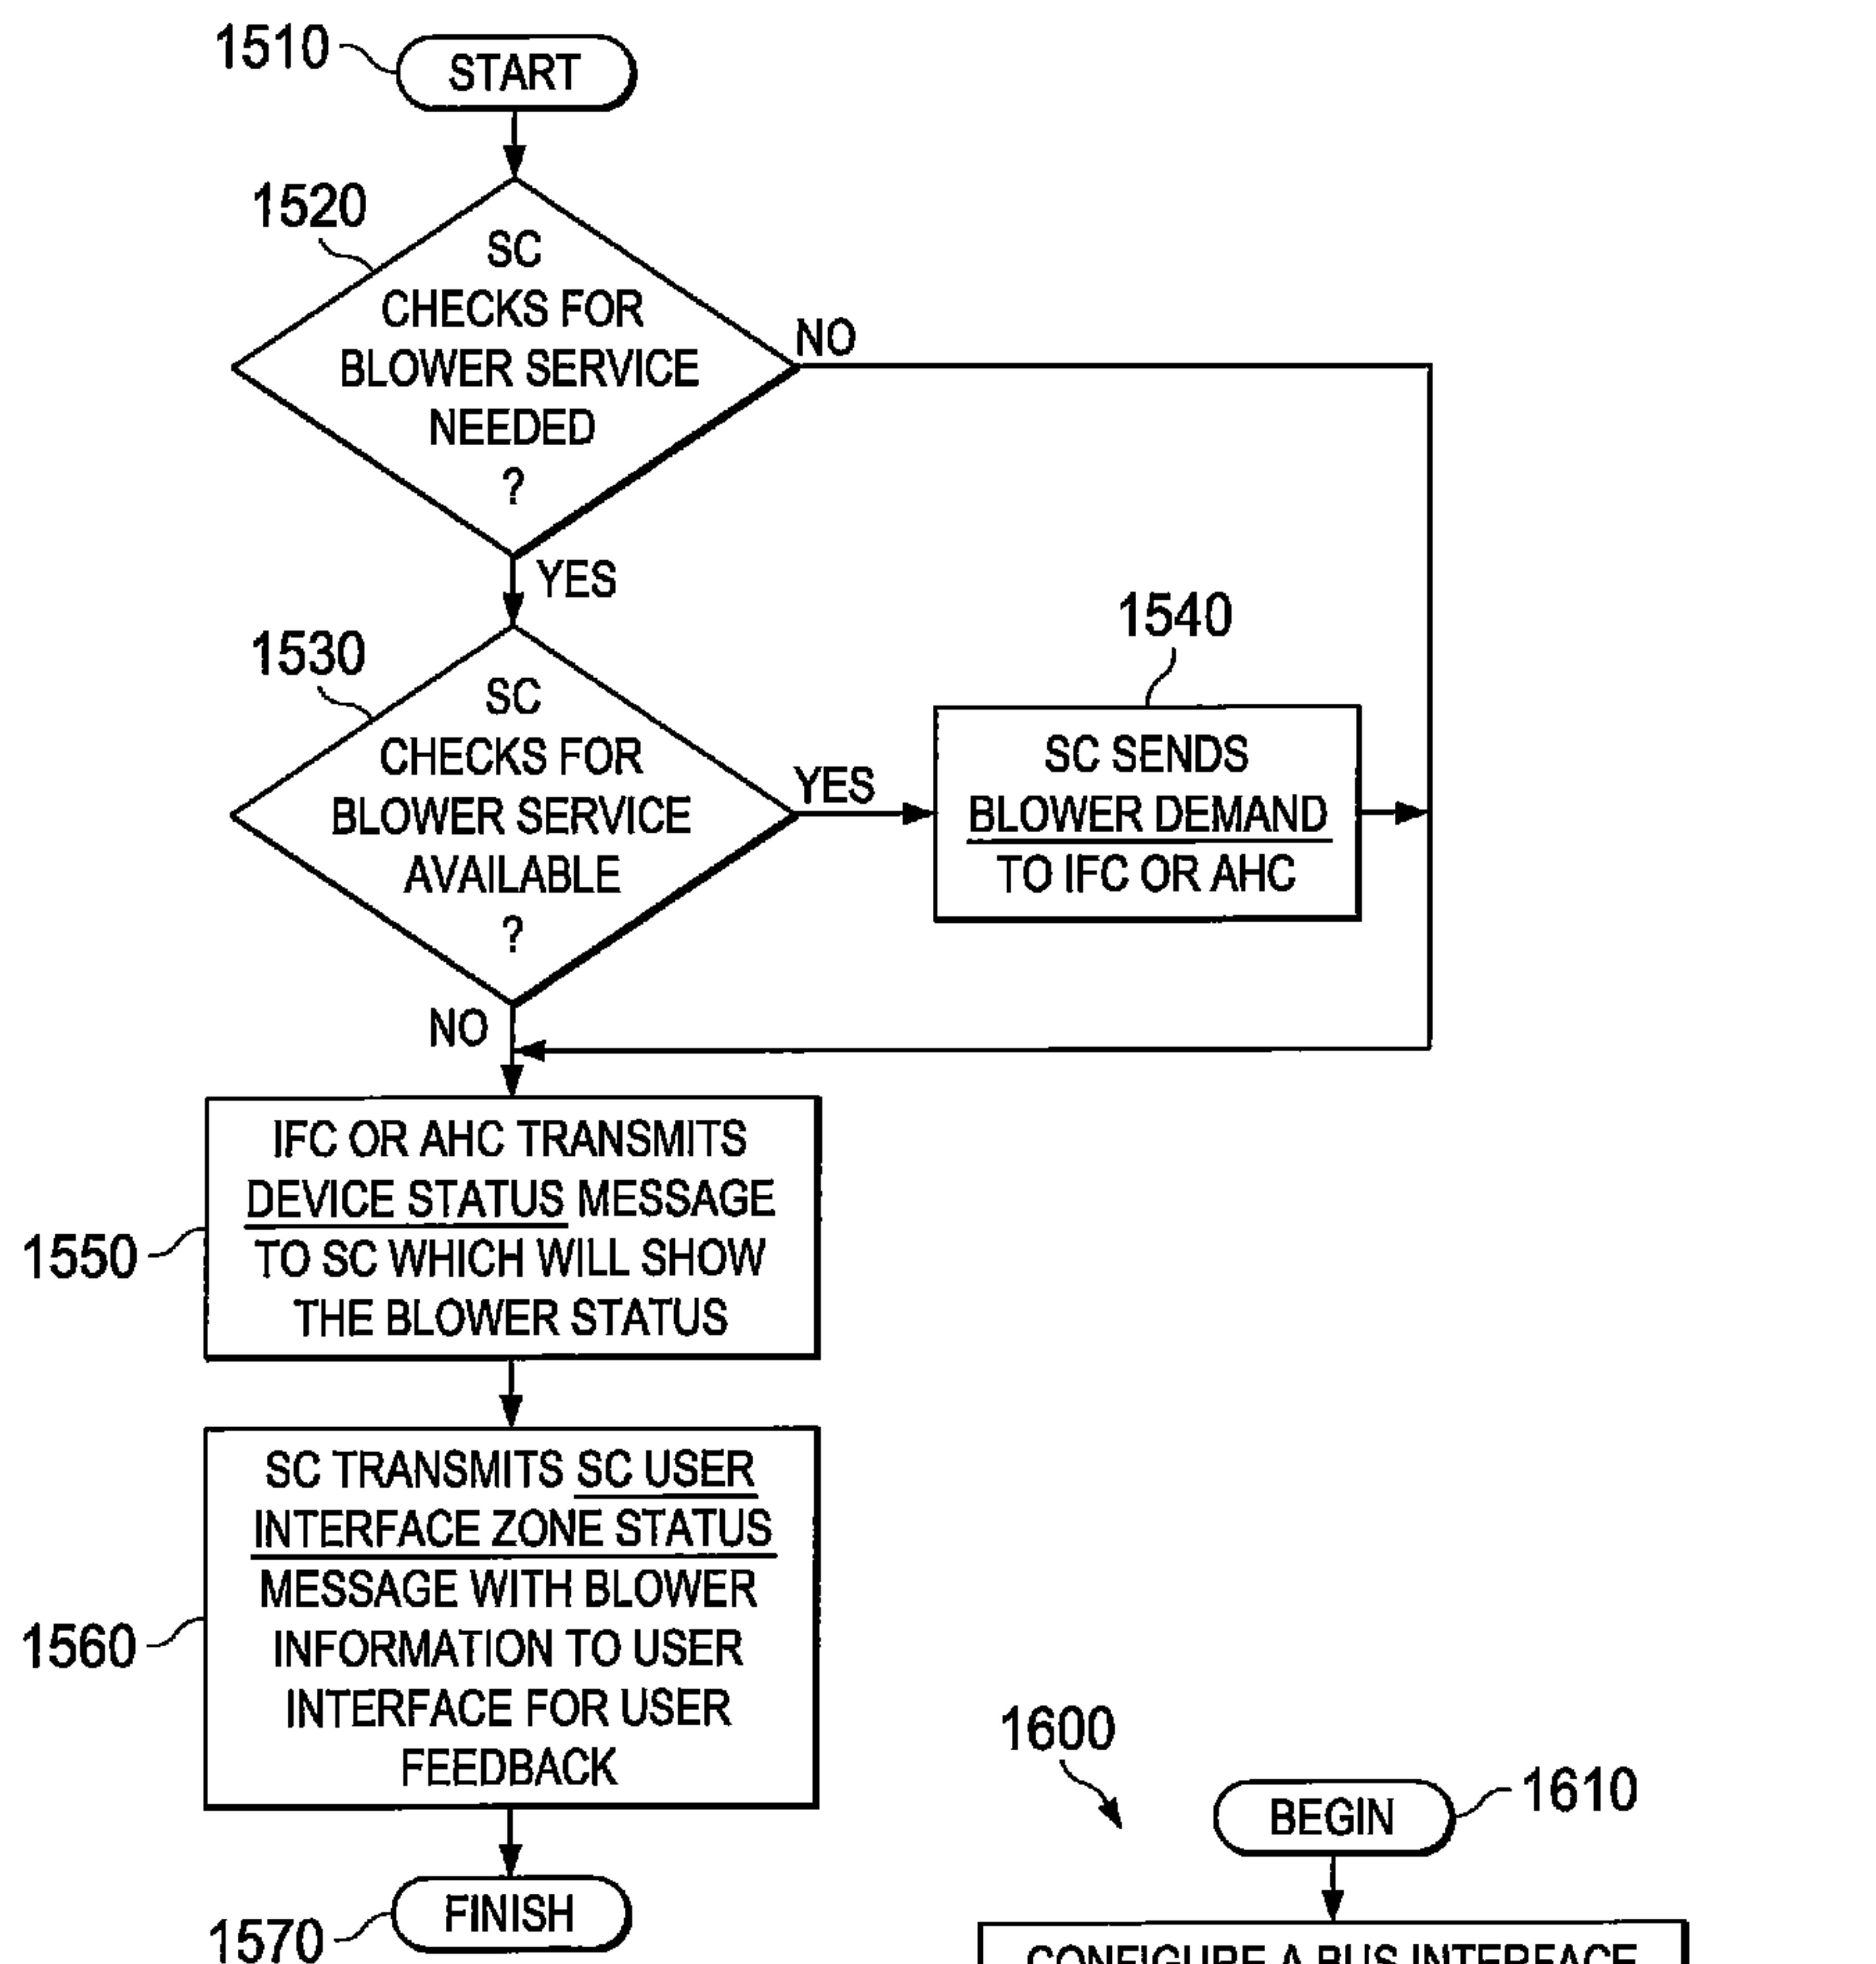 1510
START
1520
SC
CHECKS FOR
BLOWER SERVICE
NEEDED
?
NO
YES
1530
SC
CHECKS FOR
BLOWER SERVICE
AVAILABLE
?
YES
NO
1540
SC SENDS
BLOWER DEMAND
TO IFC OR AHC
1550
IFC OR AHC TRANSMITS
DEVICE STATUS MESSAGE
TO SC WHICH WILL SHOW
THE BLOWER STATUS
1560
SC TRANSMITS SC USER
INTERFACE ZONE STATUS
MESSAGE WITH BLOWER
INFORMATION TO USER
INTERFACE FOR USER
FEEDBACK
1570
FINISH
1600
BEGIN
1610
CONFIGURE A BUS INTERFACE